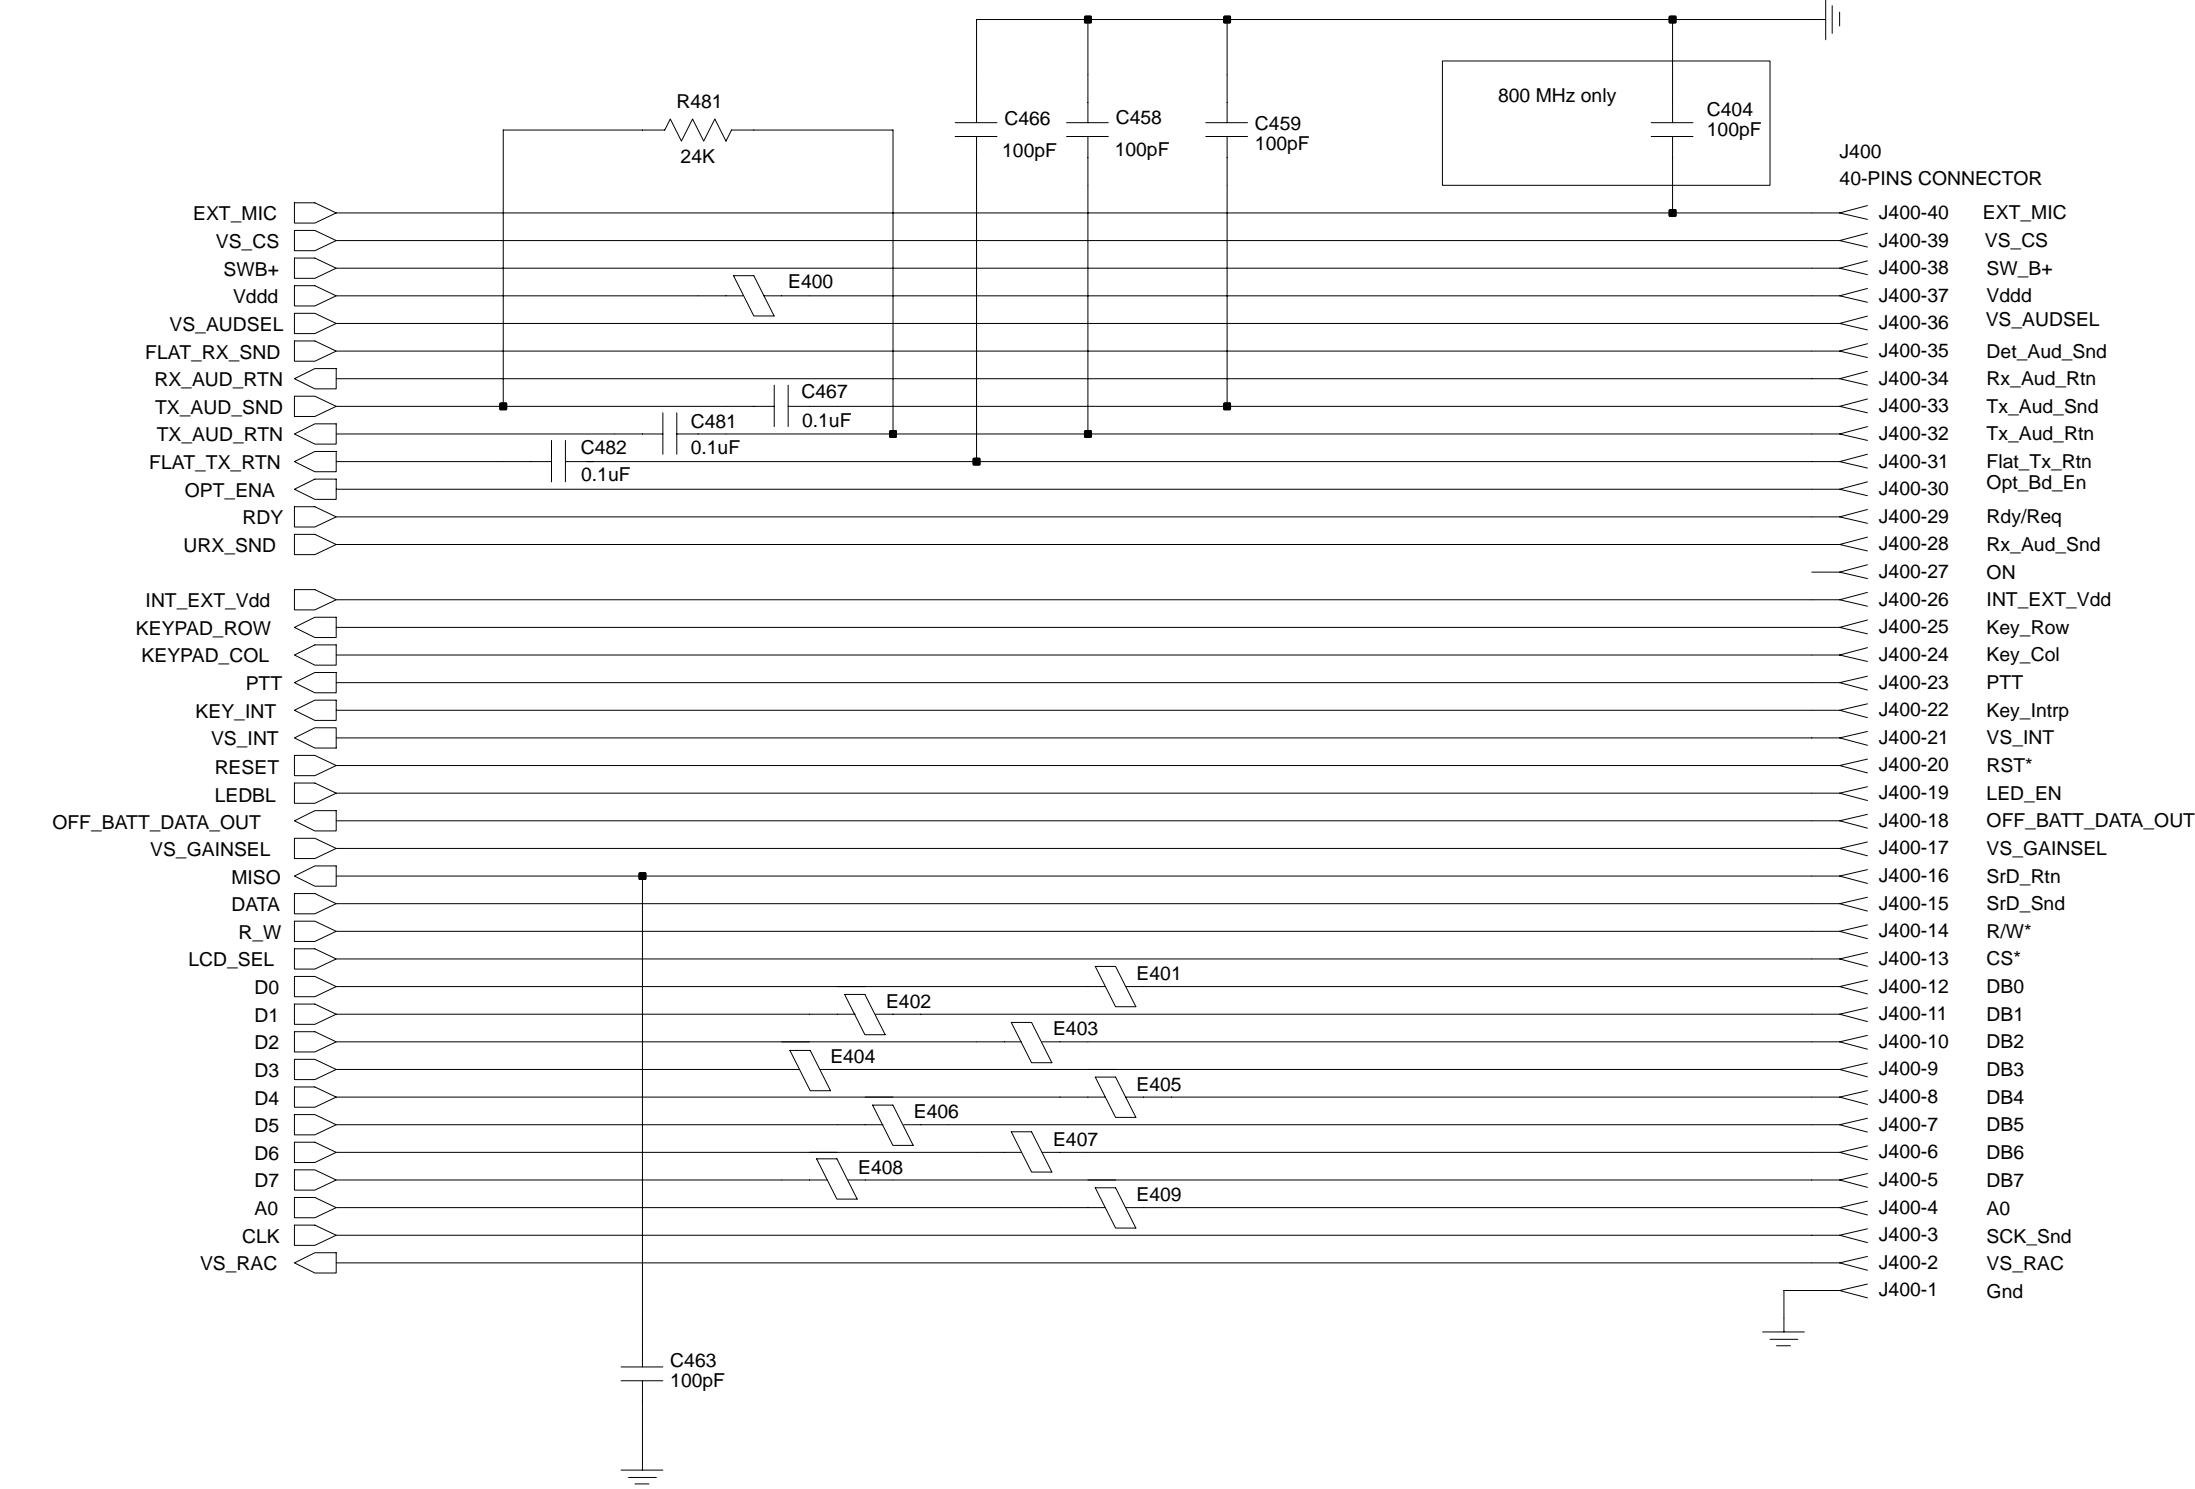 R481
24K
C466
100pF
C458
100pF
C459
100pF
800 MHz only
C404
100pF
J400
40-PINS CONNECTOR
EXT_MIC J400-40 EXT_MIC
VS_CS J400-39 VS_CS
SWB+ J400-38 SW_B+
Vddd E400 J400-37 Vddd
VS_AUDSEL J400-36 VS_AUDSEL
FLAT_RX_SND J400-35 Det_Aud_Snd
RX_AUD_RTN J400-34 Rx_Aud_Rtn
C467
TX_AUD_SND J400-33 Tx_Aud_Snd
0.1uF
C481
TX_AUD_RTN J400-32 Tx_Aud_Rtn
0.1uF
C482
FLAT_TX_RTN J400-31 Flat_Tx_Rtn
0.1uF
OPT_ENA J400-30 Opt_Bd_En
RDY J400-29 Rdy/Req
URX_SND J400-28 Rx_Aud_Snd
J400-27 ON
INT_EXT_Vdd J400-26 INT_EXT_Vdd
KEYPAD_ROW J400-25 Key_Row
KEYPAD_COL J400-24 Key_Col
PTT J400-23 PTT
KEY_INT J400-22 Key_Intrp
VS_INT J400-21 VS_INT
RESET J400-20 RST*
LEDBL J400-19 LED_EN
OFF_BATT_DATA_OUT J400-18 OFF_BATT_DATA_OUT
VS_GAINSEL J400-17 VS_GAINSEL
MISO J400-16 SrD_Rtn
DATA J400-15 SrD_Snd
R_W J400-14 R/W*
LCD_SEL J400-13 CS*
D0 E401 J400-12 DB0
D1 E402 J400-11 DB1
D2 E403 J400-10 DB2
D3 E404 J400-9 DB3
D4 E405 J400-8 DB4
D5 E406 J400-7 DB5
D6 E407 J400-6 DB6
D7 E408 J400-5 DB7
A0 E409 J400-4 A0
CLK J400-3 SCK_Snd
VS_RAC J400-2 VS_RAC
J400-1 Gnd
C463
100pF